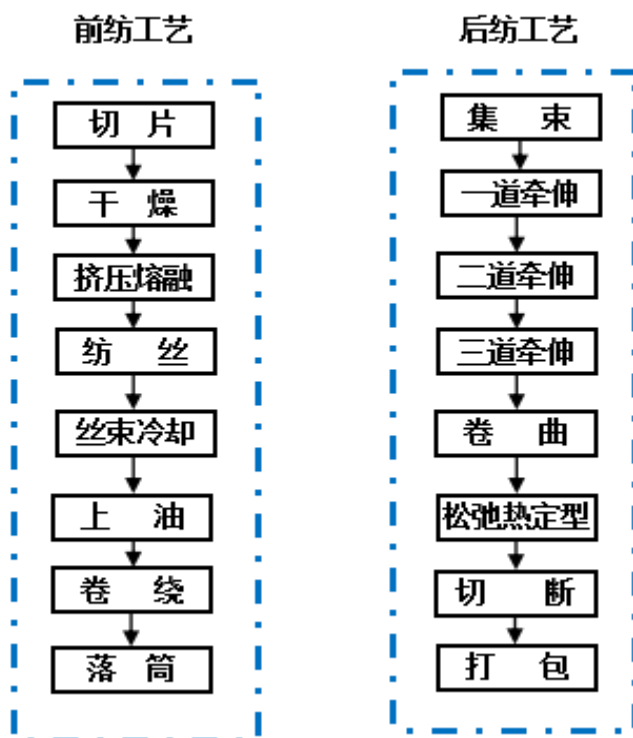 前纺工艺
切 片
干 燥
挤压熔融
纺 丝
丝束冷却
上 油
卷 绕
落 筒
后纺工艺
集 束
一道牵伸
二道牵伸
三道牵伸
卷 曲
松弛热定型
切 断
打 包